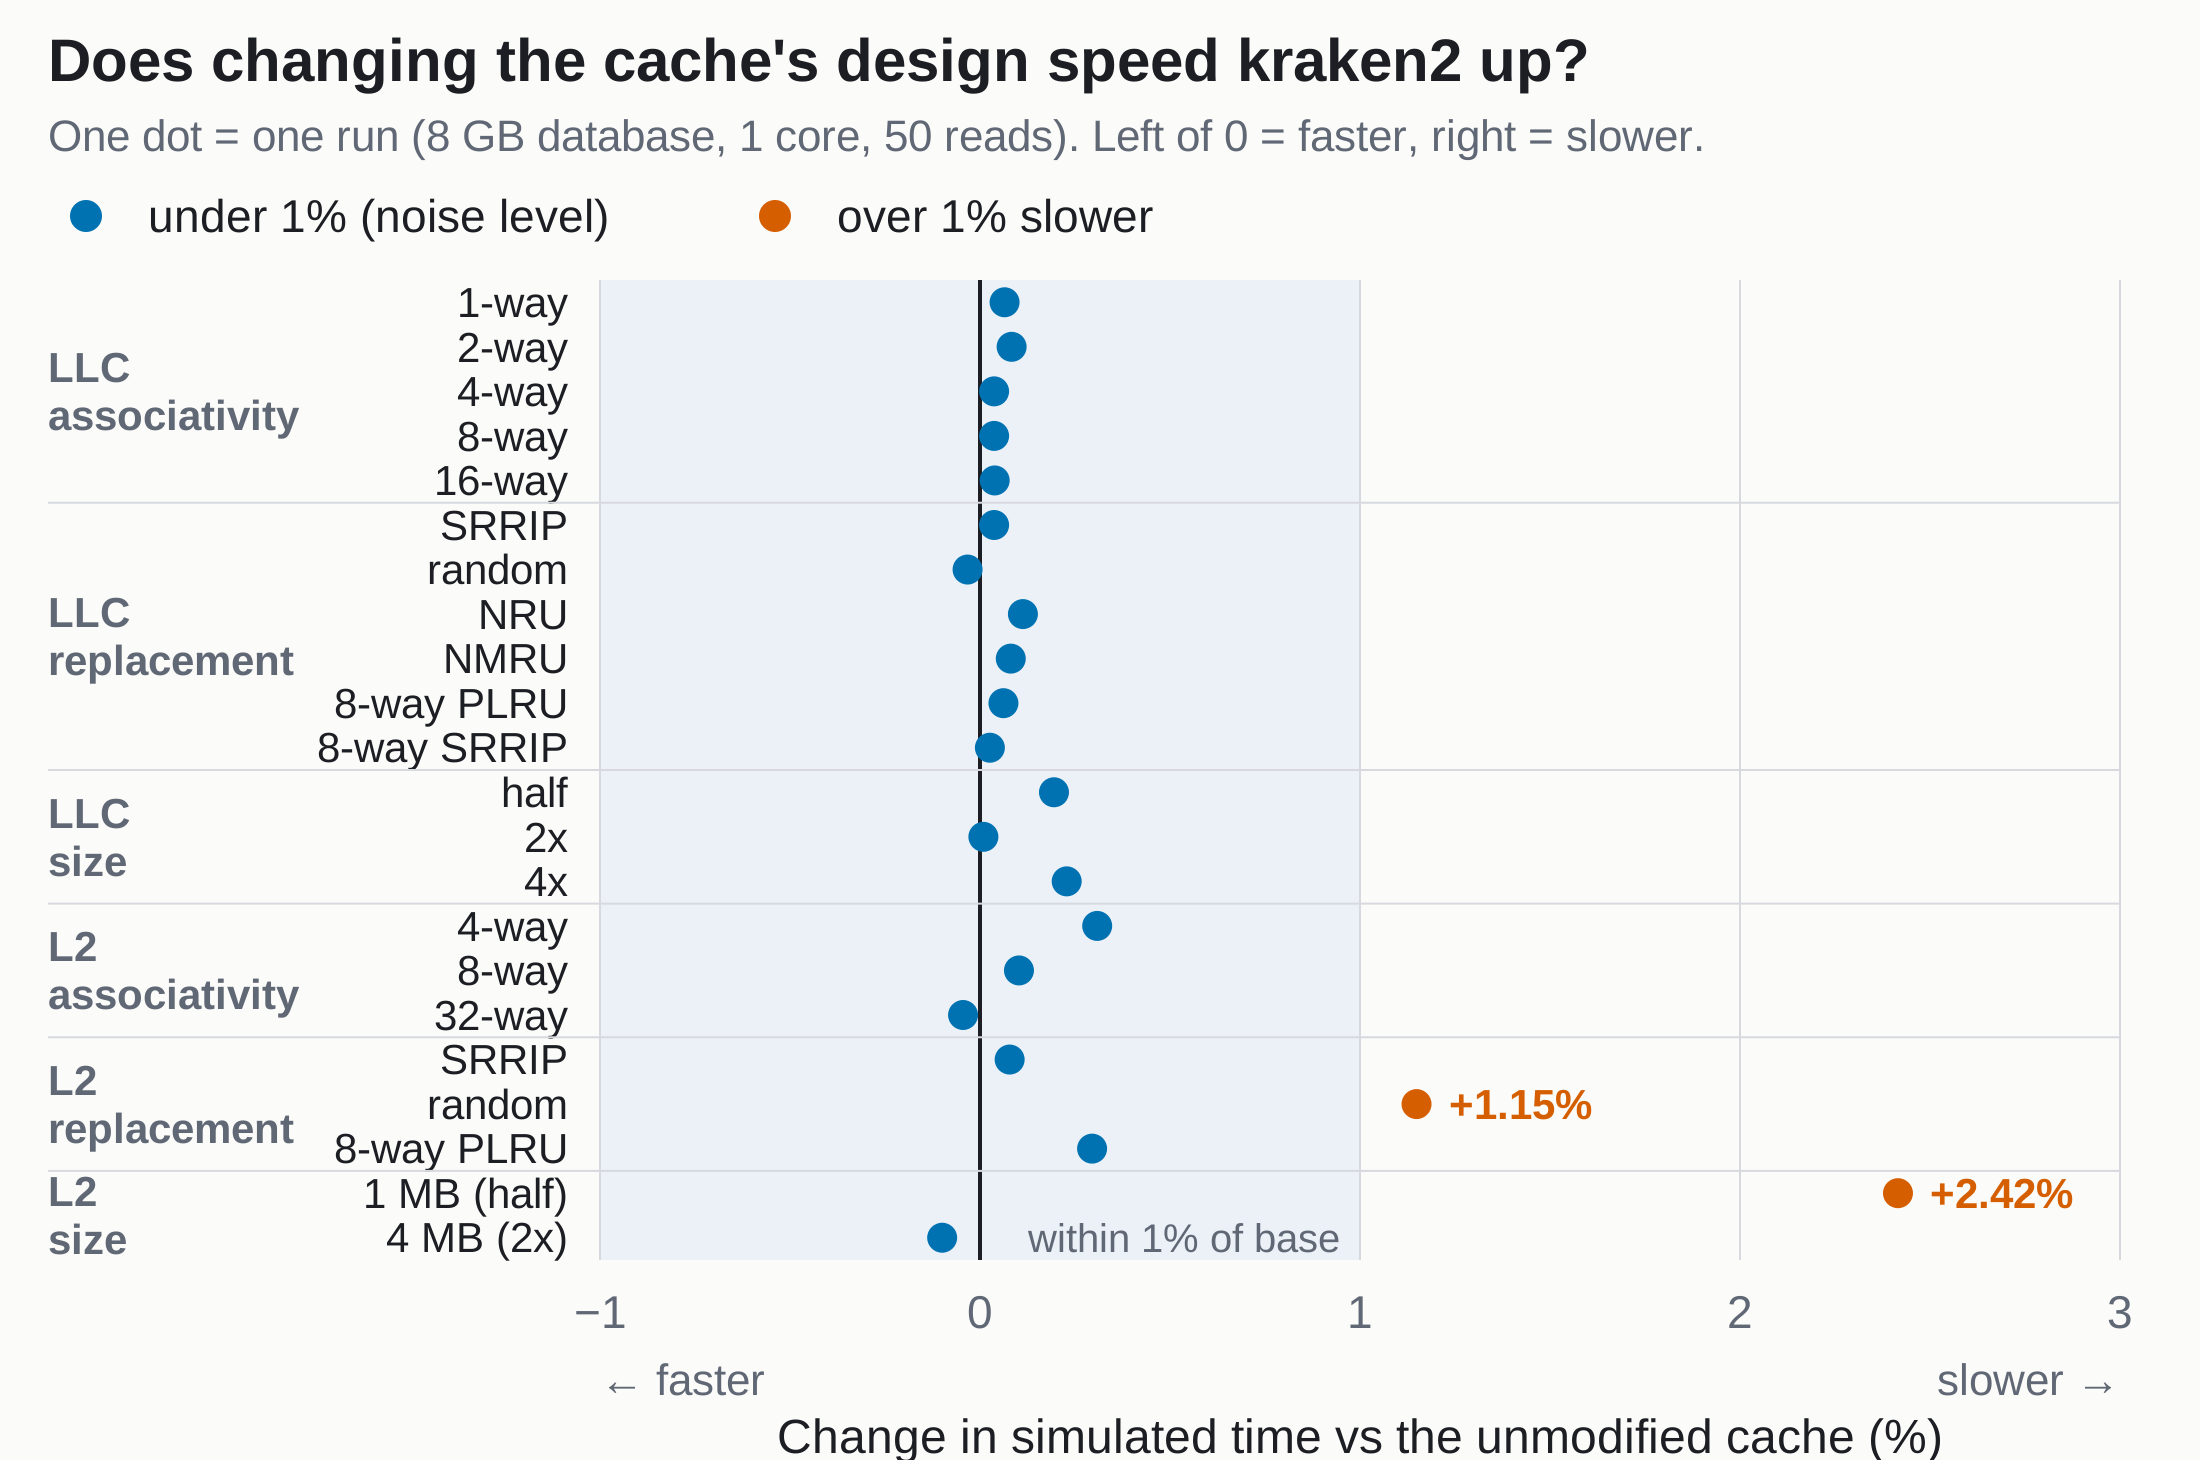 Does changing the cache's design speed kraken2 up?
One dot = one run (8 GB database, 1 core, 50 reads). Left of 0 = faster, right = slower.
under 1% (noise level)
over 1% slower
LLC
associativity
1-way
2-way
4-way
8-way
16-way
LLC
replacement
SRRIP
random
NRU
NMRU
8-way PLRU
8-way SRRIP
LLC
size
half
2x
4x
L2
associativity
4-way
8-way
32-way
L2
replacement
SRRIP
random
+1.15%
8-way PLRU
L2
size
1 MB (half)
+2.42%
4 MB (2x)
within 1% of base
−1
0
1
2
3
← faster
slower →
Change in simulated time vs the unmodified cache (%)